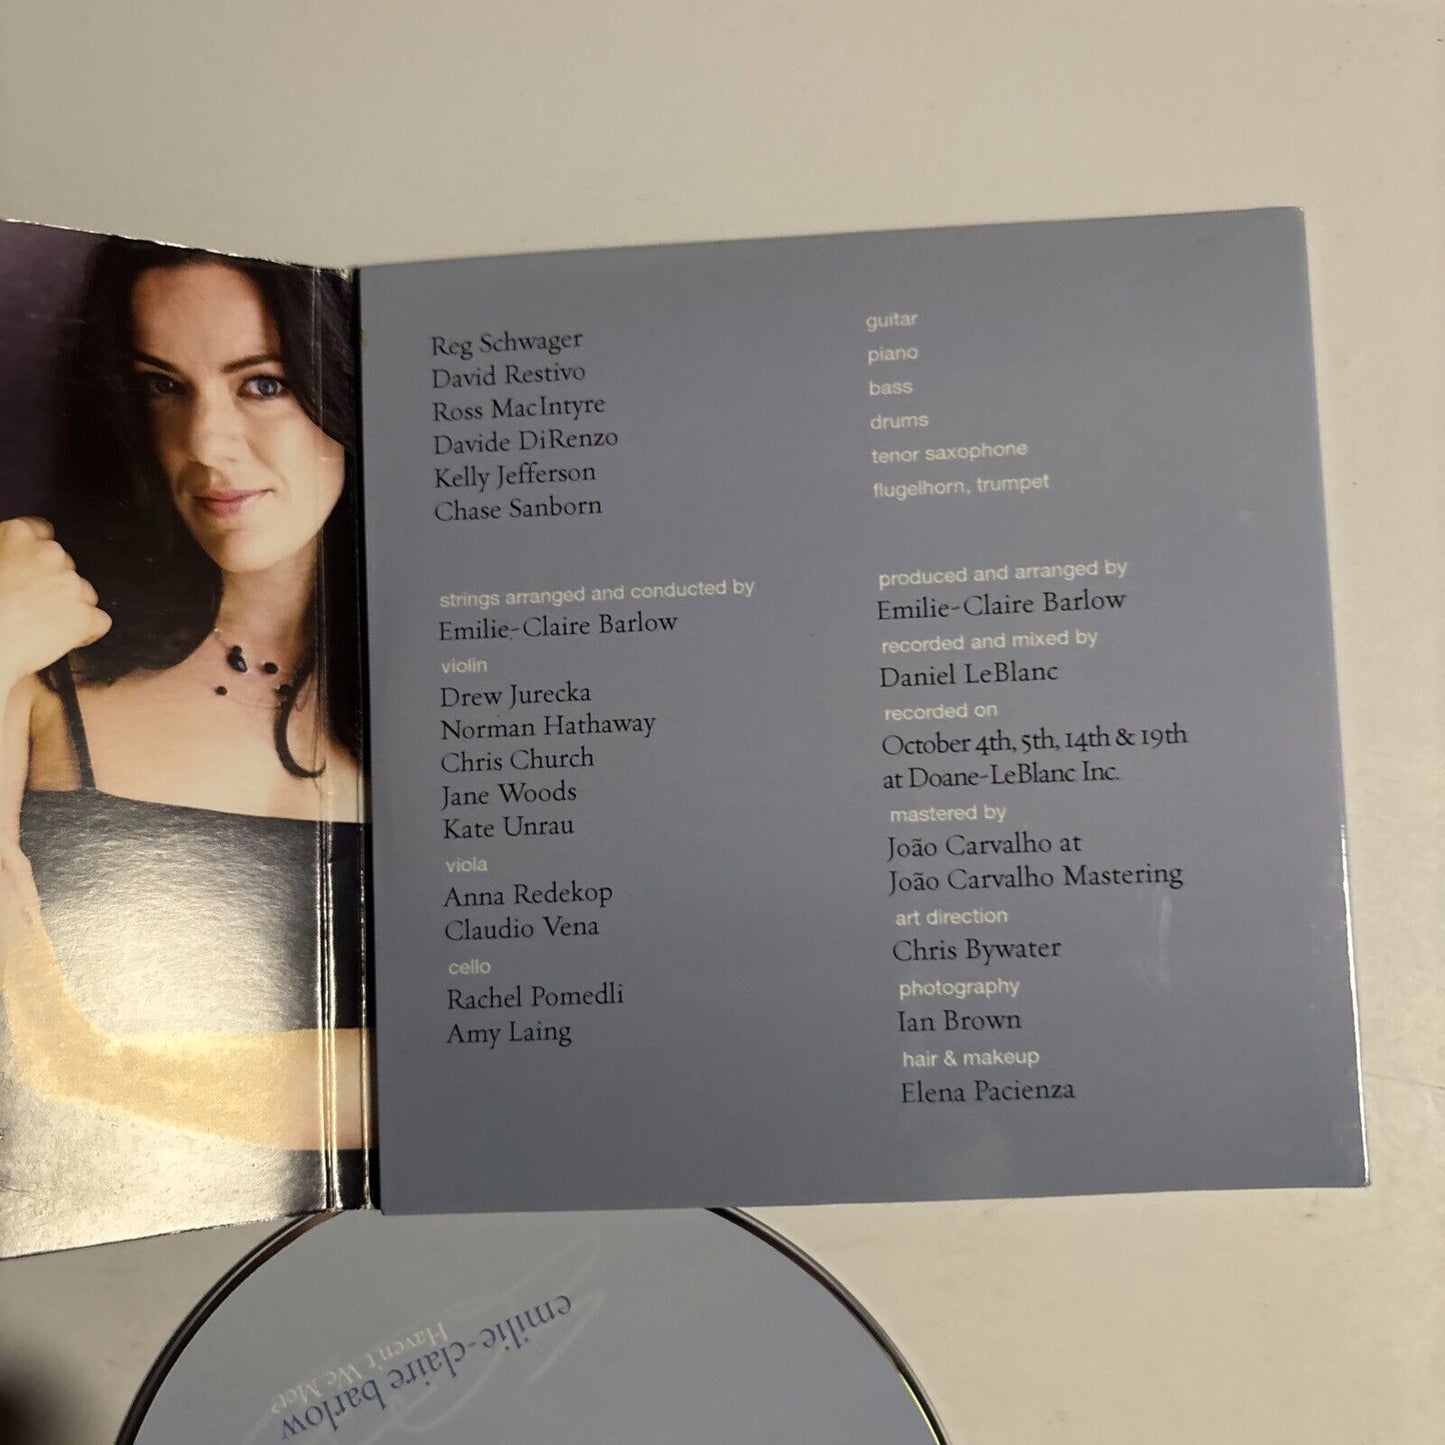 Reg Schwager
David Restivo
Ross MacIntyre
Davide DiRenzo
Kelly Jefferson
Chase Sanborn
guitar
piano
bass
drums
tenor saxophone
flugelhorn, trumpet
strings arranged and conducted by
Emilie-Claire Barlow
violin
Drew Jurecka
Norman Hathaway
Chris Church
Jane Woods
Kate Unrau
viola
Anna Redekop
Claudio Vena
cello
Rachel Pomedli
Amy Laing
produced and arranged by
Emilie-Claire Barlow
recorded and mixed by
Daniel LeBlanc
recorded on
October 4th, 5th, 14th & 19th
at Doane-LeBlanc Inc.
mastered by
João Carvalho at
João Carvalho Mastering
art direction
Chris Bywater
photography
Ian Brown
hair & makeup
Elena Pacienza
emilie-claire barlow
Haven't We Met?